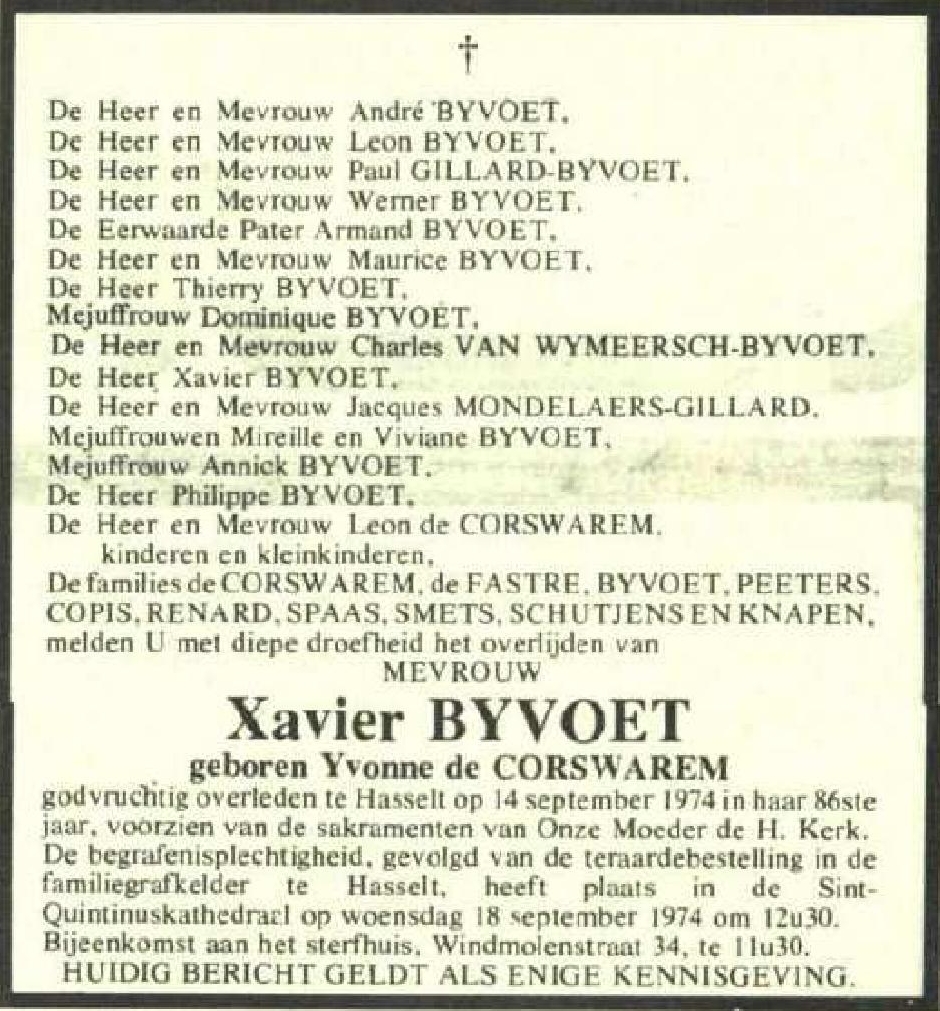 †
De Heer en Mevrouw André BYVOET,
De Heer en Mevrouw Leon BYVOET,
De Heer en Mevrouw Paul GILLARD-BYVOET,
De Heer en Mevrouw Werner BYVOET,
De Eerwaarde Pater Armand BYVOET,
De Heer en Mevrouw Maurice BYVOET,
De Heer Thierry BYVOET,
Mejuffrouw Dominique BYVOET,
De Heer en Mevrouw Charles VAN WYMEERSCH-BYVOET,
De Heer Xavier BYVOET,
De Heer en Mevrouw Jacques MONDELAERS-GILLARD,
Mejuffrouwen Mireille en Viviane BYVOET,
Mejuffrouw Annick BYVOET,
De Heer Philippe BYVOET,
De Heer en Mevrouw Leon de CORSWAREM,
kinderen en kleinkinderen,
De families de CORSWAREM, de FASTRE, BYVOET, PEETERS,
COPIS, RENARD, SPAAS, SMETS, SCHUTJENS EN KNAPEN,
melden U met diepe droefheid het overlijden van
MEVROUW
Xavier BYVOET
geboren Yvonne de CORSWAREM
godvruchtig overleden te Hasselt op 14 september 1974 in haar 86ste
jaar, voorzien van de sakramenten van Onze Moeder de H. Kerk.
De begrafenisplechtigheid, gevolgd van de teraardebestelling in de
familiegrafkelder te Hasselt, heeft plaats in de Sint-
Quintinuskathedraal op woensdag 18 september 1974 om 12u30.
Bijeenkomst aan het sterfhuis, Windmolenstraat 34, te 11u30.
HUIDIG BERICHT GELDT ALS ENIGE KENNISGEVING.